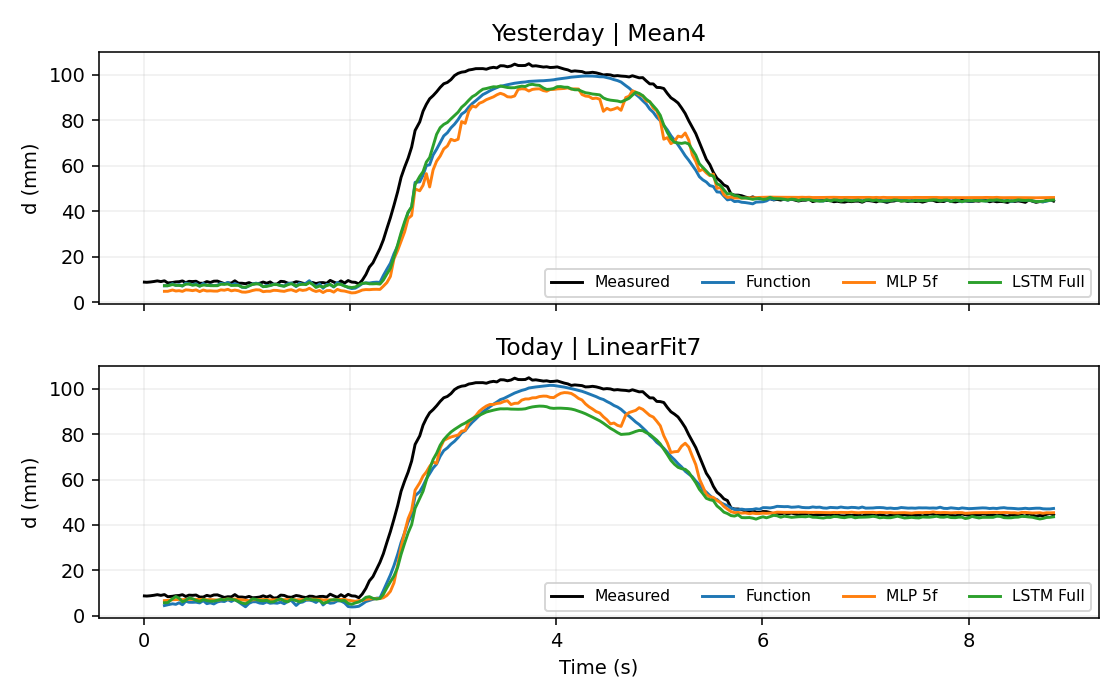 Yesterday | Mean4
d (mm)
100
80
60
40
20
0
Measured Function MLP 5f LSTM Full
Today | LinearFit7
d (mm)
100
80
60
40
20
0
Measured Function MLP 5f LSTM Full
0 2 4 6 8
Time (s)